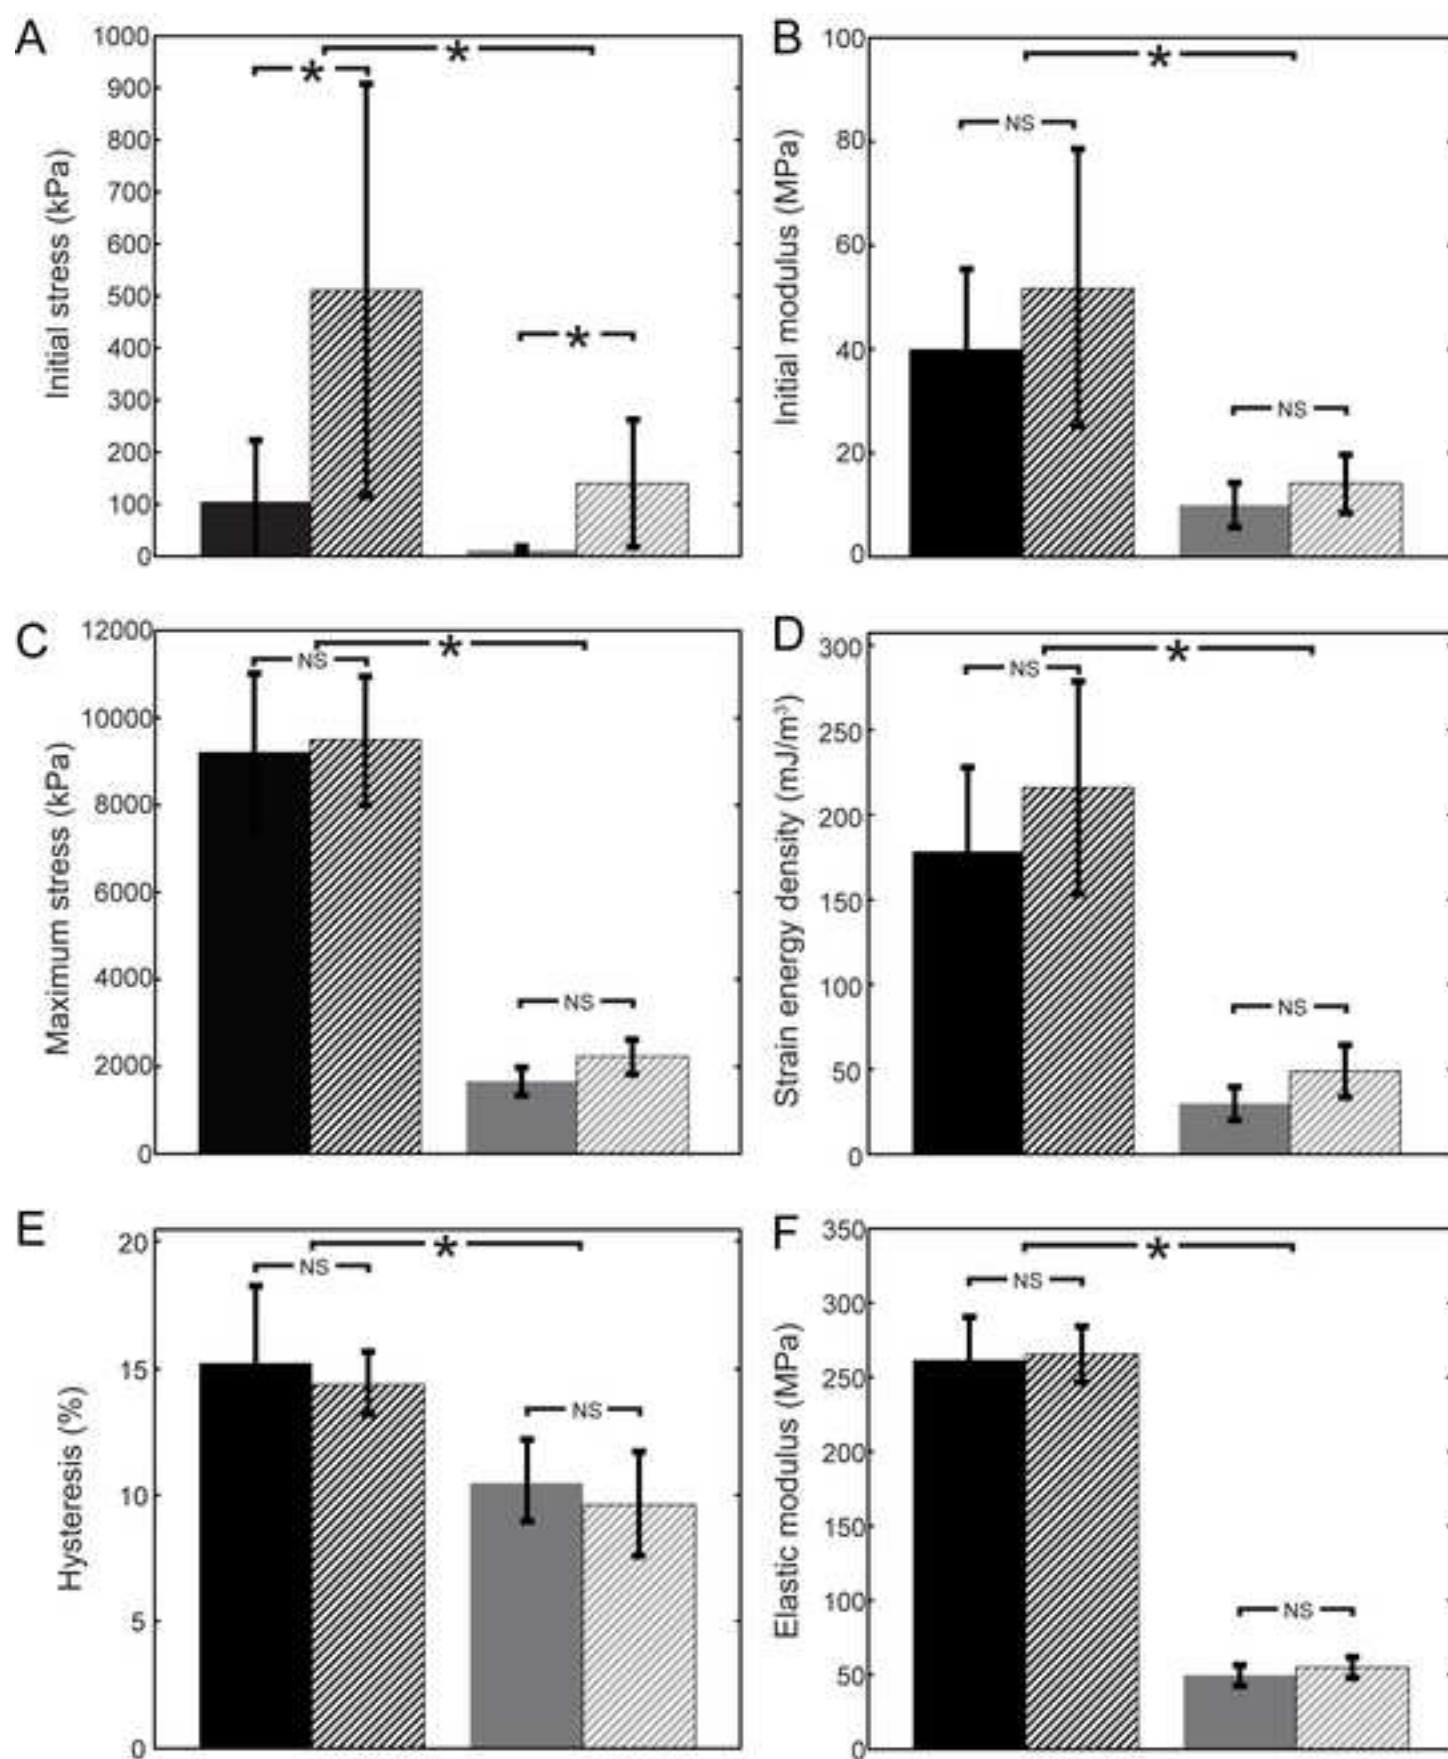 A
Initial stress (kPa)
1000
900
800
700
600
500
400
300
200
100
0
*
*
*
B
Initial modulus (MPa)
100
80
60
40
20
0
*
NS
NS
C
Maximum stress (kPa)
12000
10000
8000
6000
4000
2000
0
*
NS
NS
D
Strain energy density (mJ/m³)
300
250
200
150
100
50
0
*
NS
NS
E
Hysteresis (%)
20
15
10
5
0
*
NS
NS
F
Elastic modulus (MPa)
350
300
250
200
150
100
50
0
*
NS
NS